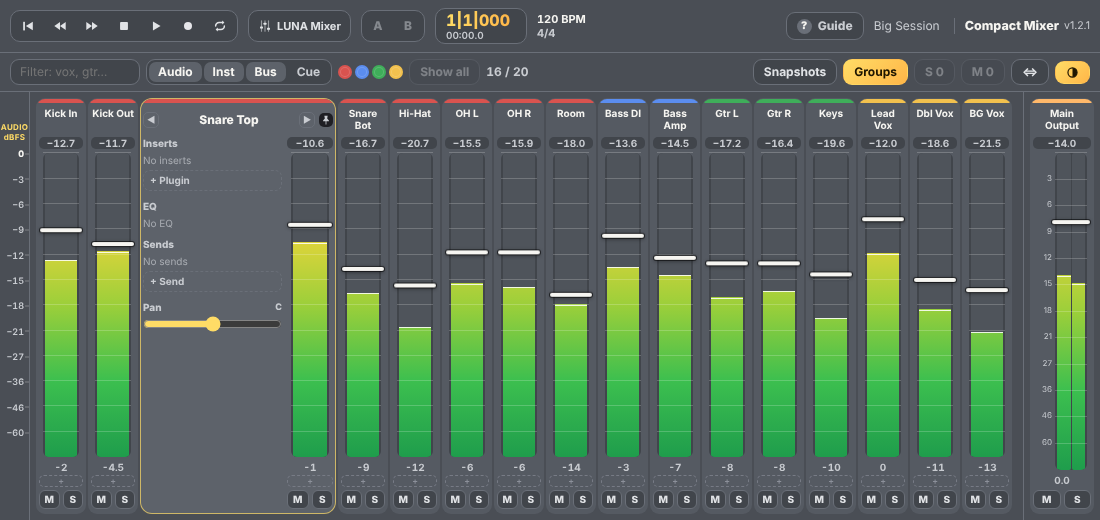 LUNA Mixer
A B
1|1|000
00:00.0
120 BPM
4/4
? Guide
Big Session
Compact Mixer v1.2.1
Filter: vox, gtr...
Audio Inst Bus Cue
Show all
16 / 20
Snapshots
Groups
S 0
M 0
Kick In Kick Out Snare Top Snare Bot Hi-Hat OH L OH R Room Bass DI Bass Amp Gtr L Gtr R Keys Lead Vox Dbl Vox BG Vox Main Output
AUDIO
dBFS
−12.7 −11.7 −10.6 −16.7 −20.7 −15.5 −15.9 −18.0 −13.6 −14.5 −17.2 −16.4 −19.6 −12.0 −18.6 −21.5 −14.0
0
−3
−6
−9
−12
−15
−18
−21
−27
−36
−46
−60
Inserts
No inserts
+ Plugin
EQ
No EQ
Sends
No sends
+ Send
Pan C
3
6
9
12
15
18
21
27
36
46
60
-2 -4.5 -1 -9 -12 -6 -6 -14 -3 -7 -8 -8 -10 0 -11 -13 0.0
+ + + + + + + + + + + + + + + +
M S M S M S M S M S M S M S M S M S M S M S M S M S M S M S M S M S